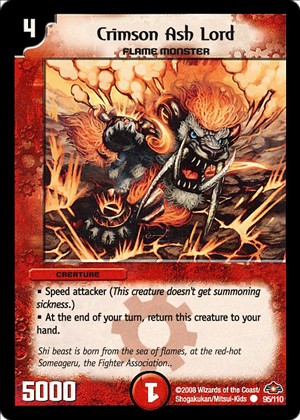 4
Crimson Ash Lord
FLAME MONSTER
CREATURE
▪ Speed attacker (This creature doesn't get summoning
sickness.)
▪ At the end of your turn, return this creature to your
hand.
Shi beast is born from the sea of flames, at the red-hot
Someageru, the Fighter Association..
5000
1
©2008 Wizards of the Coast/
Shogakukan/Mitsui-Kids
95/110